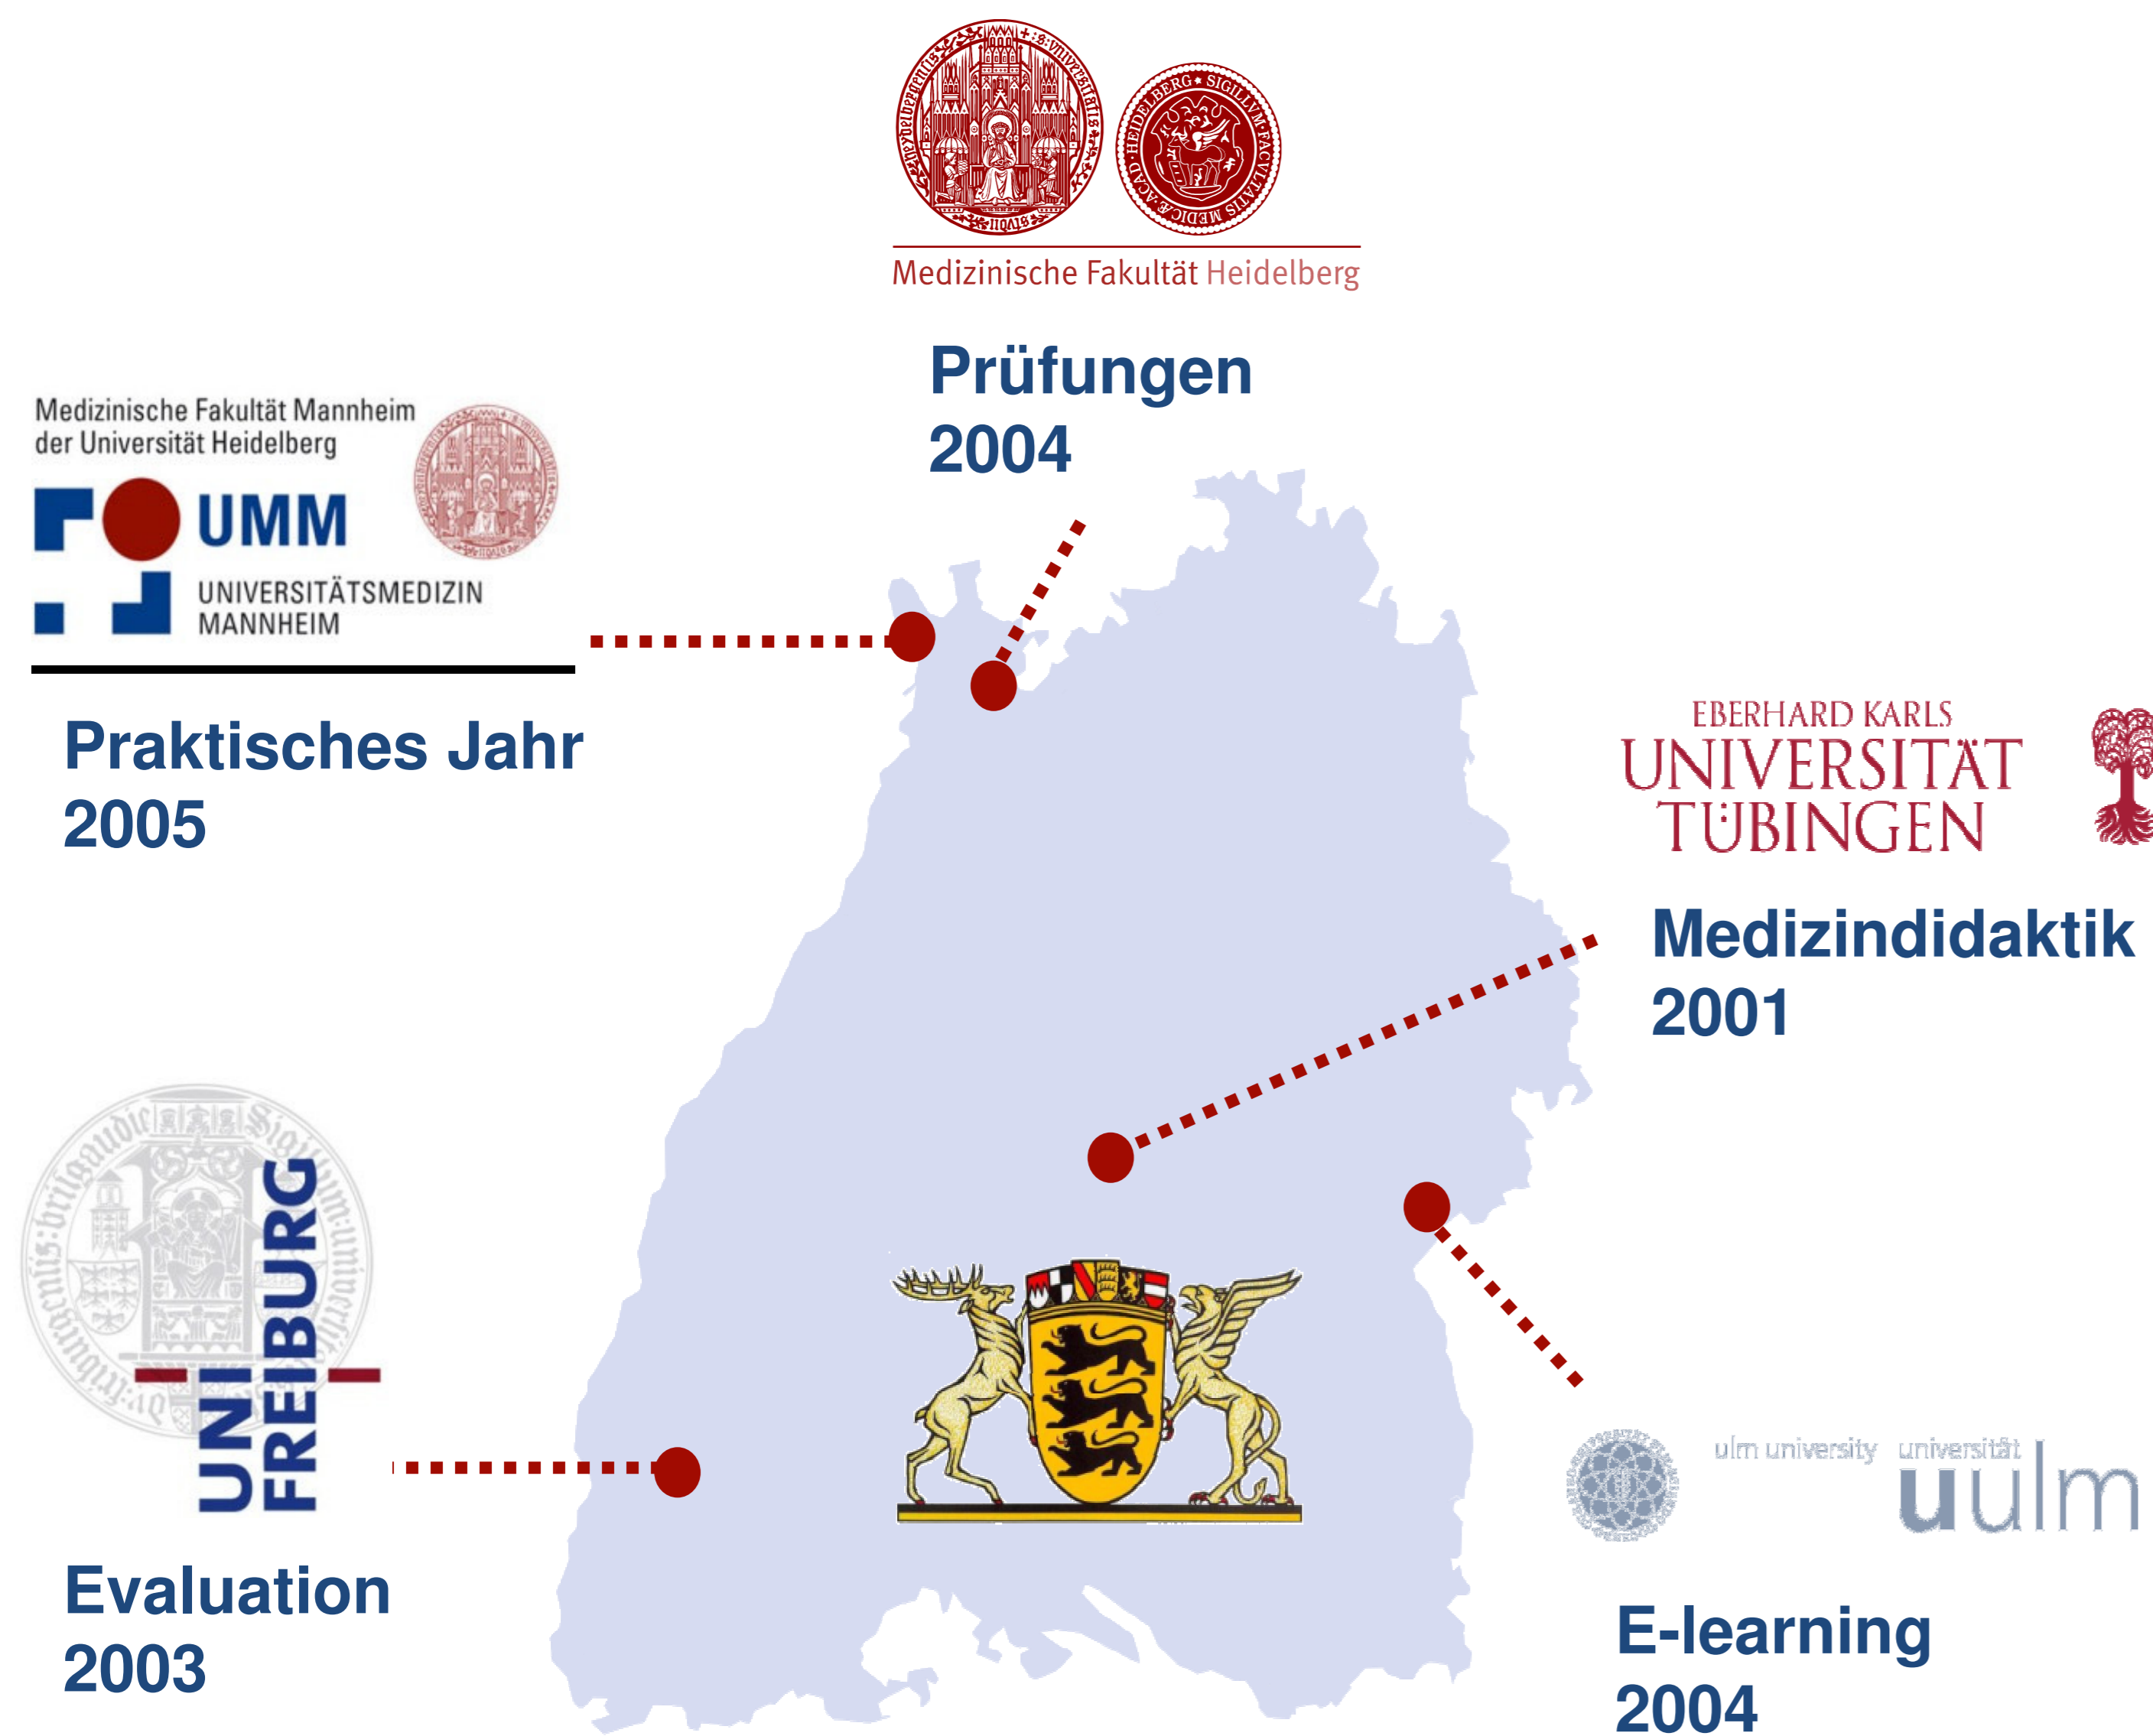 Medizinische Fakultät Heidelberg
Prüfungen
2004
Medizinische Fakultät Mannheim
der Universität Heidelberg
UMM
UNIVERSITÄTSMEDIZIN
MANNHEIM
Praktisches Jahr
2005
EBERHARD KARLS
UNIVERSITÄT
TÜBINGEN
Medizindidaktik
2001
UNI
FREIBURG
Evaluation
2003
ulm university universität
uulm
E-learning
2004